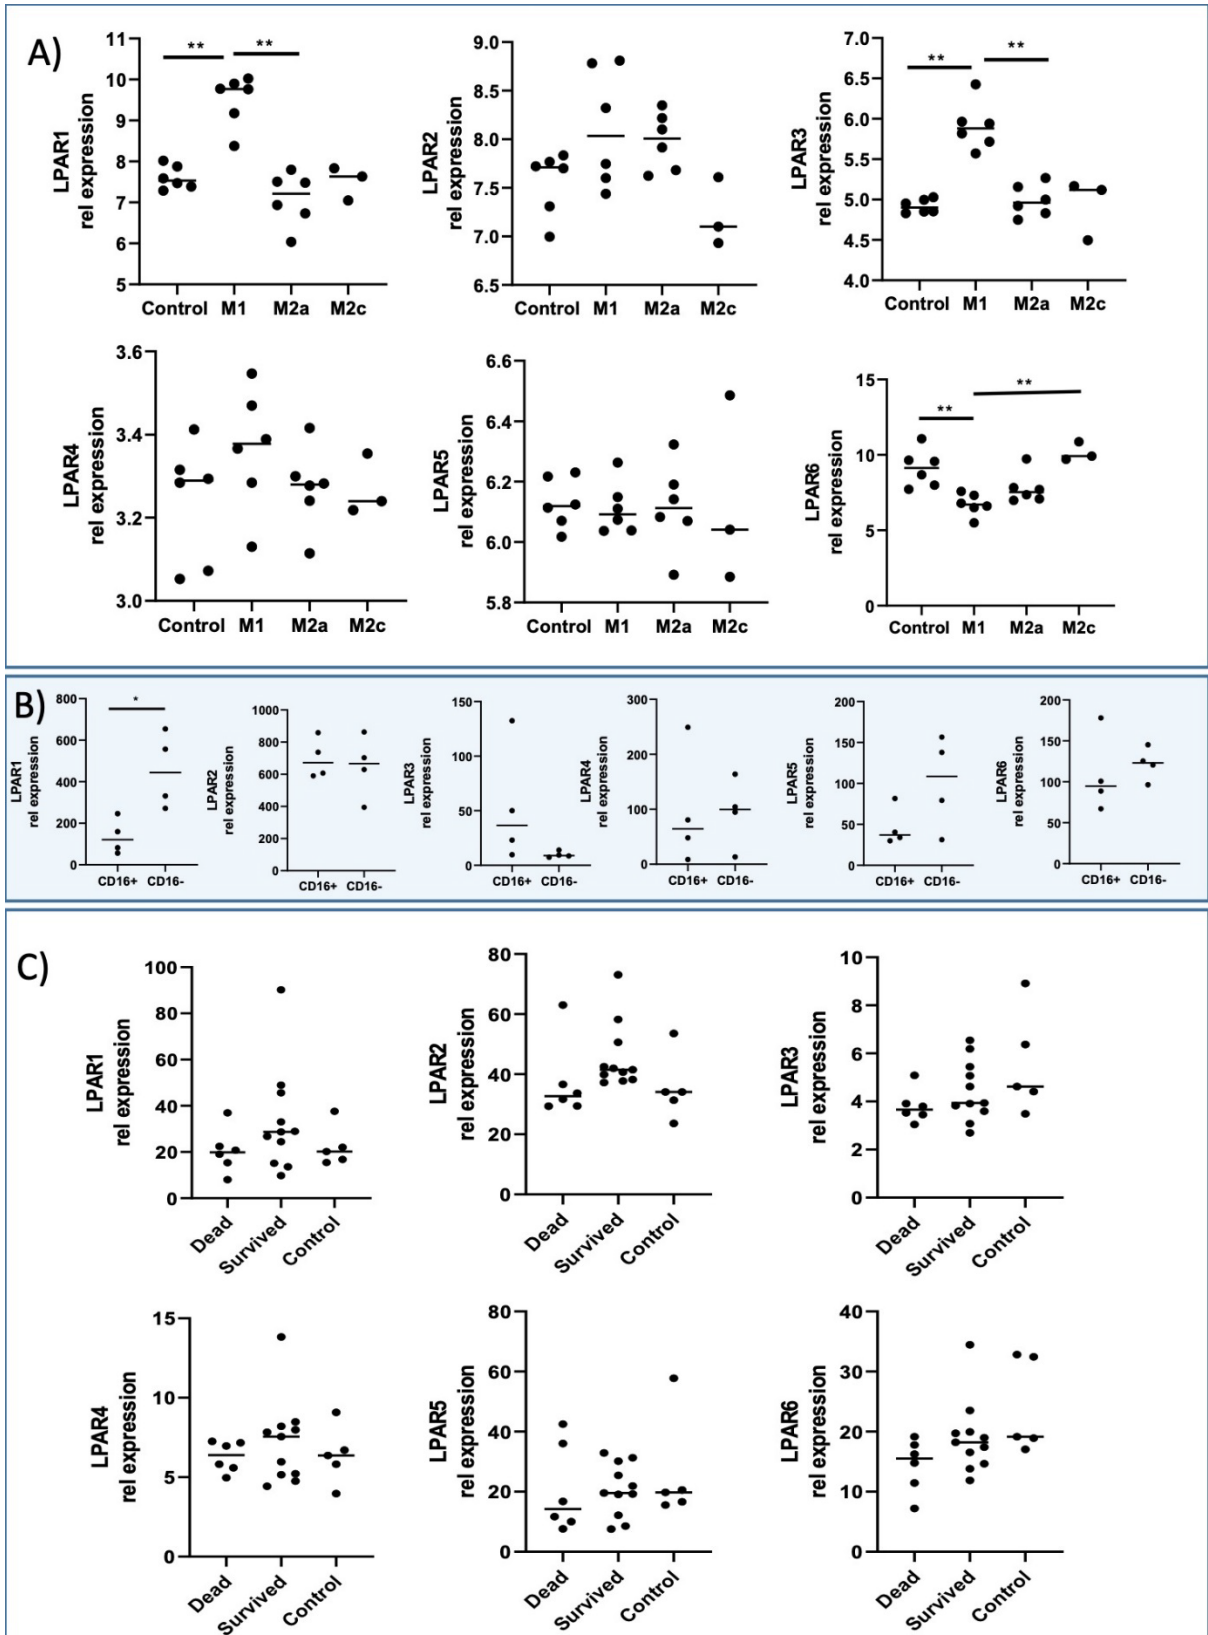 A)
LPAR1
rel expression
11
10
9
8
7
6
5
**
**
Control M1 M2a M2c
LPAR2
rel expression
9.0
8.5
8.0
7.5
7.0
6.5
Control M1 M2a M2c
LPAR3
rel expression
7.0
6.5
6.0
5.5
5.0
4.5
4.0
**
**
Control M1 M2a M2c
LPAR4
rel expression
3.6
3.4
3.2
3.0
Control M1 M2a M2c
LPAR5
rel expression
6.6
6.4
6.2
6.0
5.8
Control M1 M2a M2c
LPAR6
rel expression
15
10
5
0
**
**
Control M1 M2a M2c
B)
LPAR1
rel expression
800
600
400
200
0
*
CD16+ CD16-
LPAR2
rel expression
1000
800
600
400
200
0
CD16+ CD16-
LPAR3
rel expression
150
100
50
0
CD16+ CD16-
LPAR4
rel expression
300
200
100
0
CD16+ CD16-
LPAR5
rel expression
200
150
100
50
0
CD16+ CD16-
LPAR6
rel expression
200
150
100
50
0
CD16+ CD16-
C)
LPAR1
rel expression
100
80
60
40
20
0
Dead Survived Control
LPAR2
rel expression
80
60
40
20
0
Dead Survived Control
LPAR3
rel expression
10
8
6
4
2
0
Dead Survived Control
LPAR4
rel expression
15
10
5
0
Dead Survived Control
LPAR5
rel expression
80
60
40
20
0
Dead Survived Control
LPAR6
rel expression
40
30
20
10
0
Dead Survived Control